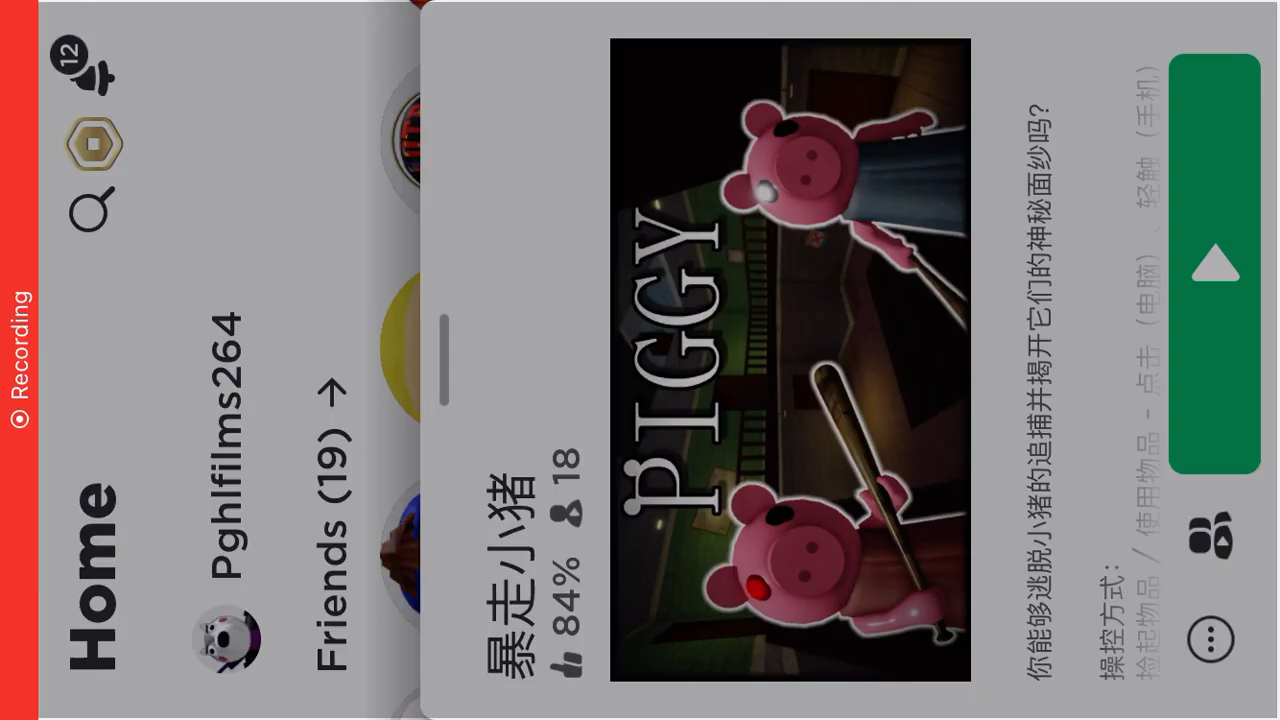 Recording
12
Home
Pghlfilms264
Friends (19) →
暴走小猪
84% 18
PIGGY
你能够逃脱小猪的追捕并揭开它们的神秘面纱吗?
操控方式:
捡起物品 / 使用物品 - 点击 (电脑) 、 轻触 (手机)